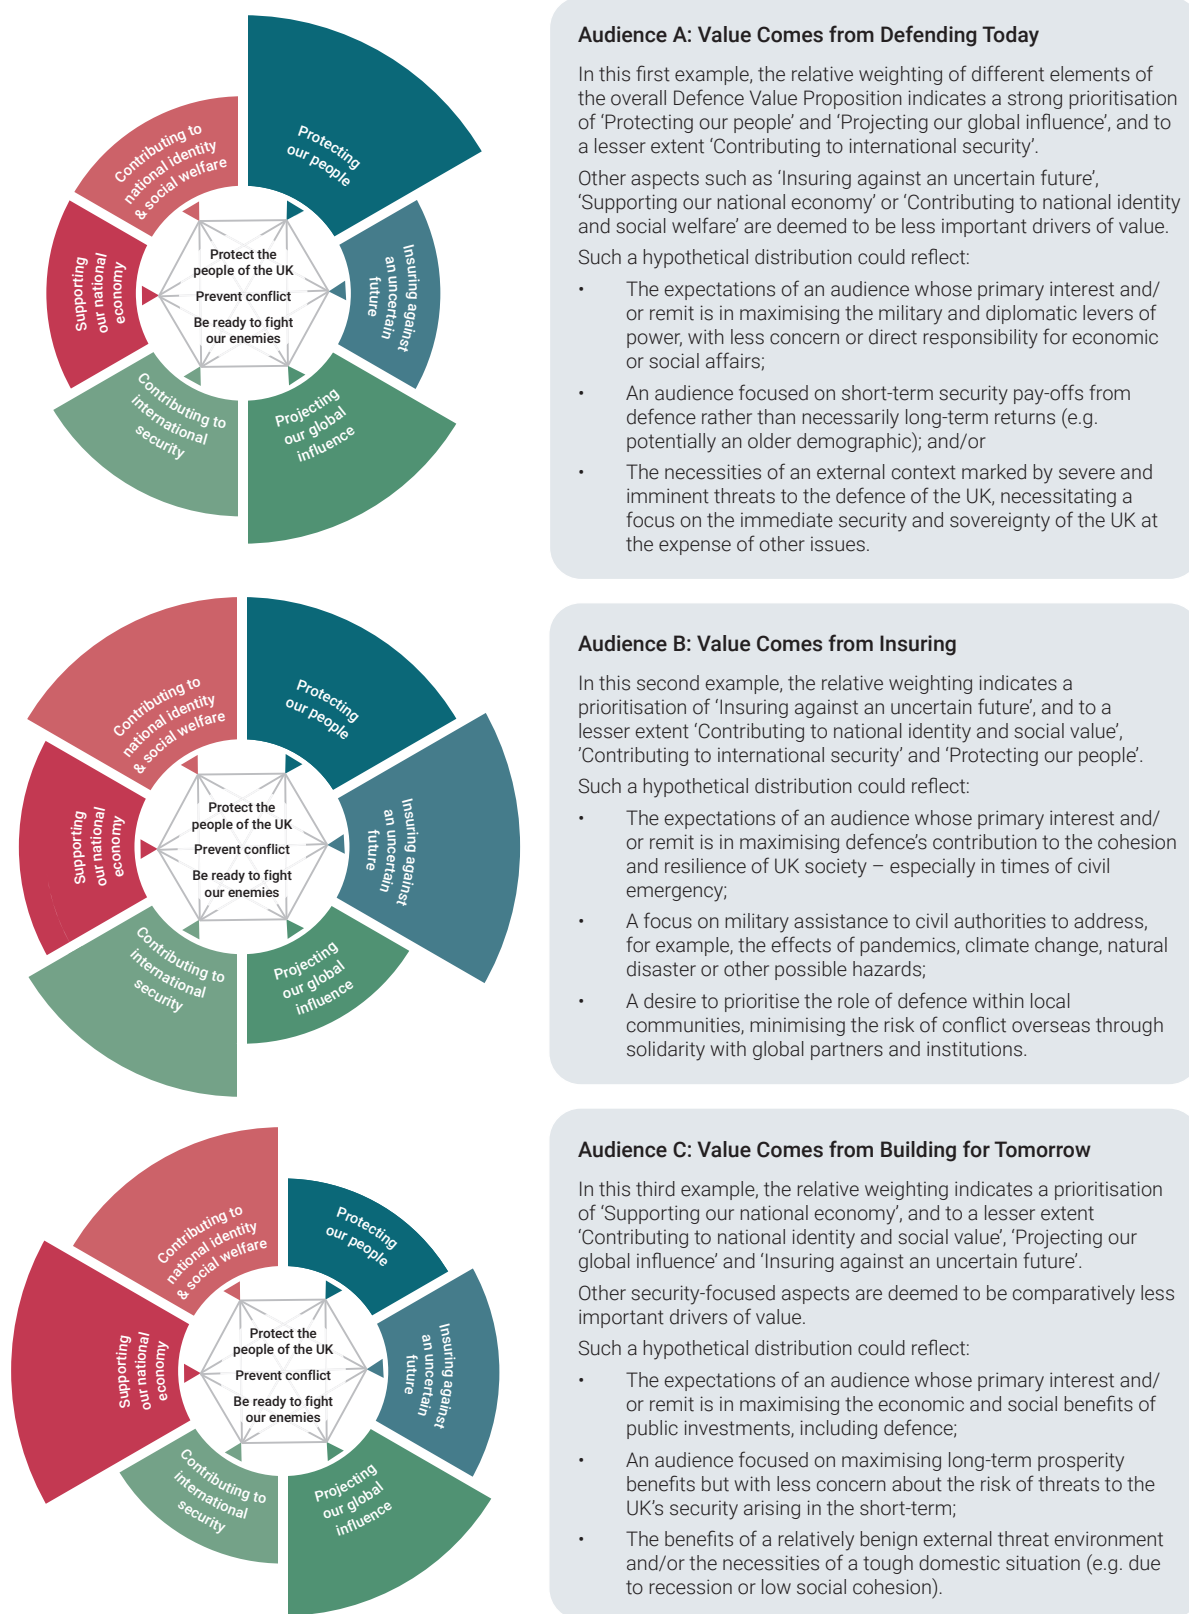 Contributing to
national identity
& social welfare
Protecting
our people
Supporting
our national
economy
Insuring against
an uncertain
future
Protect the
people of the UK
Prevent conflict
Be ready to fight
our enemies
Contributing to
international
security
Projecting
our global
influence
Audience A: Value Comes from Defending Today
In this first example, the relative weighting of different elements of
the overall Defence Value Proposition indicates a strong prioritisation
of ‘Protecting our people’ and ‘Projecting our global influence’, and to
a lesser extent ‘Contributing to international security’.
Other aspects such as ‘Insuring against an uncertain future’,
‘Supporting our national economy’ or ‘Contributing to national identity
and social welfare’ are deemed to be less important drivers of value.
Such a hypothetical distribution could reflect:
• The expectations of an audience whose primary interest and/
or remit is in maximising the military and diplomatic levers of
power, with less concern or direct responsibility for economic
or social affairs;
• An audience focused on short-term security pay-offs from
defence rather than necessarily long-term returns (e.g.
potentially an older demographic); and/or
• The necessities of an external context marked by severe and
imminent threats to the defence of the UK, necessitating a
focus on the immediate security and sovereignty of the UK at
the expense of other issues.
Contributing to
national identity
& social welfare
Protecting
our people
Supporting
our national
economy
Insuring against
an uncertain
future
Protect the
people of the UK
Prevent conflict
Be ready to fight
our enemies
Contributing to
international
security
Projecting
our global
influence
Audience B: Value Comes from Insuring
In this second example, the relative weighting indicates a
prioritisation of ‘Insuring against an uncertain future’, and to a
lesser extent ‘Contributing to national identity and social value’,
’Contributing to international security’ and ‘Protecting our people’.
Such a hypothetical distribution could reflect:
• The expectations of an audience whose primary interest and/
or remit is in maximising defence’s contribution to the cohesion
and resilience of UK society – especially in times of civil
emergency;
• A focus on military assistance to civil authorities to address,
for example, the effects of pandemics, climate change, natural
disaster or other possible hazards;
• A desire to prioritise the role of defence within local
communities, minimising the risk of conflict overseas through
solidarity with global partners and institutions.
Contributing to
national identity
& social welfare
Protecting
our people
Supporting
our national
economy
Insuring against
an uncertain
future
Protect the
people of the UK
Prevent conflict
Be ready to fight
our enemies
Contributing to
international
security
Projecting
our global
influence
Audience C: Value Comes from Building for Tomorrow
In this third example, the relative weighting indicates a prioritisation
of ‘Supporting our national economy’, and to a lesser extent
‘Contributing to national identity and social value’, ‘Projecting our
global influence’ and ‘Insuring against an uncertain future’.
Other security-focused aspects are deemed to be comparatively less
important drivers of value.
Such a hypothetical distribution could reflect:
• The expectations of an audience whose primary interest and/
or remit is in maximising the economic and social benefits of
public investments, including defence;
• An audience focused on maximising long-term prosperity
benefits but with less concern about the risk of threats to the
UK’s security arising in the short-term;
• The benefits of a relatively benign external threat environment
and/or the necessities of a tough domestic situation (e.g. due
to recession or low social cohesion).